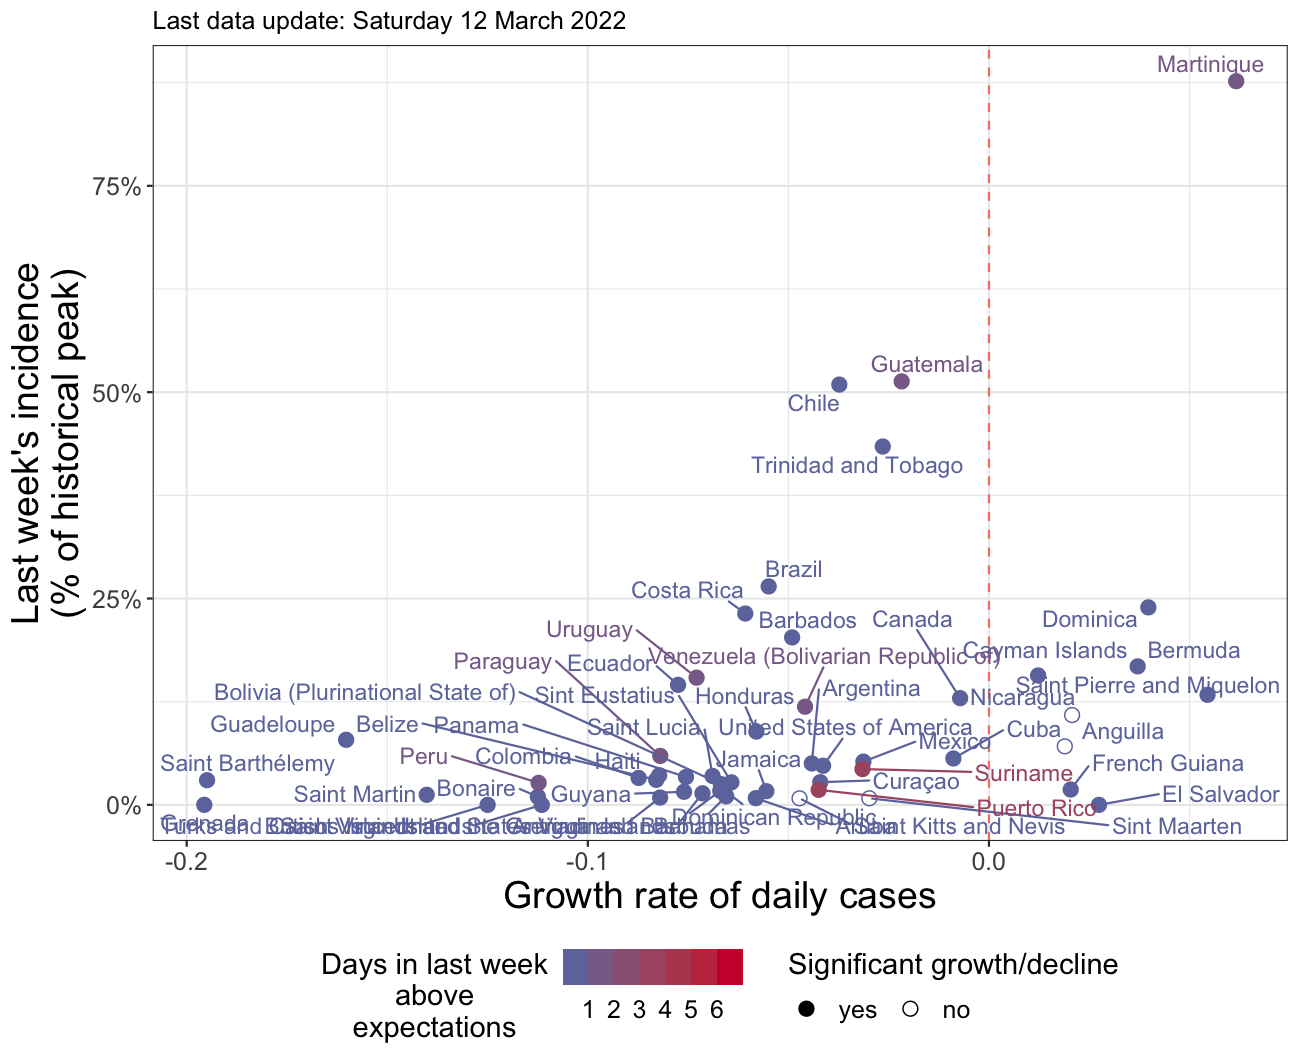 Last data update: Saturday 12 March 2022
Last week's incidence
(% of historical peak)
75%
50%
25%
0%
Martinique
Guatemala
Chile
Trinidad and Tobago
Brazil
Costa Rica
Barbados
Canada
Dominica
Uruguay
Venezuela (Bolivarian Republic of)
Cayman Islands
Bermuda
Paraguay
Ecuador
Bolivia (Plurinational State of)
Sint Eustatius
Honduras
Argentina
Nicaragua
Saint Pierre and Miquelon
Guadeloupe
Belize
Panama
Saint Lucia
United States of America
Mexico
Cuba
Anguilla
Saint Barthélemy
Peru
Colombia
Haiti
Jamaica
Suriname
French Guiana
Saint Martin
Bonaire
Guyana
Curaçao
Puerto Rico
El Salvador
Grenada
Turks and
Dominican Republic
Aruba
Saint Kitts and Nevis
Sint Maarten
-0.2
-0.1
0.0
Growth rate of daily cases
Days in last week
above
expectations
1 2 3 4 5 6
Significant growth/decline
yes
no